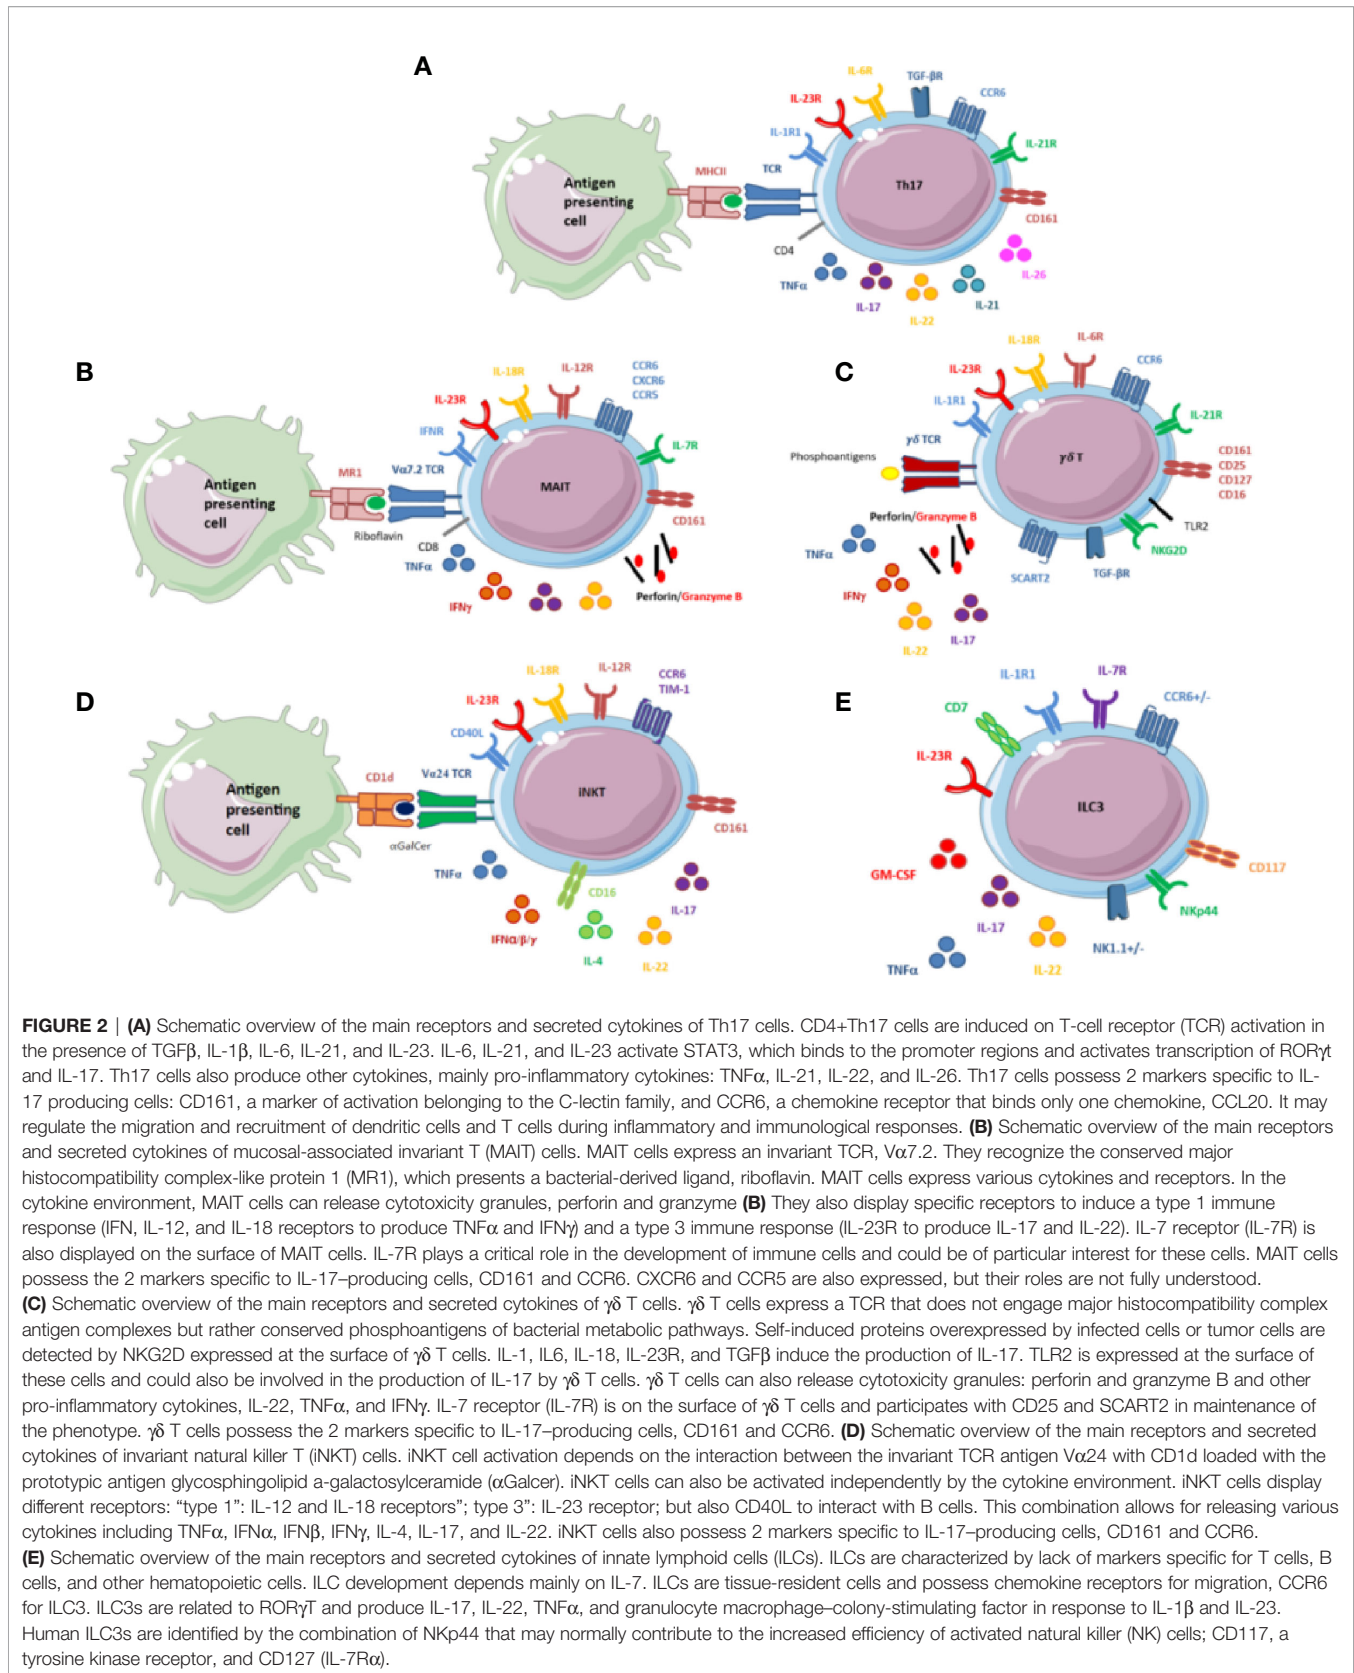 A
IL-6R
TGF-βR
CCR6
IL-23R
IL-1R1
IL-21R
MHCII
TCR
Antigen
presenting
cell
Th17
CD161
CD4
TNFα
IL-17
IL-22
IL-21
IL-26
B
IL-18R
IL-12R
CCR6
CXCR6
CCR5
IL-23R
IFNR
IL-7R
MR1
Vα7.2 TCR
Antigen
presenting
cell
MAIT
Riboflavin
CD8
CD161
TNFα
IFNγ
Perforin/Granzyme B
C
IL-18R
IL-6R
CCR6
IL-23R
IL-1R1
IL-21R
γδ TCR
Phosphoantigens
γδ T
CD161
CD25
CD127
CD16
TLR2
Perforin/Granzyme B
NKG2D
TNFα
SCART2
TGF-βR
IFNγ
IL-22
IL-17
D
IL-18R
IL-12R
CCR6
TIM-1
IL-23R
CD40L
CD1d
Vα24 TCR
Antigen
presenting
cell
iNKT
CD161
αGalCer
TNFα
CD16
IL-17
IFNα/β/γ
IL-4
IL-22
E
IL-1R1
IL-7R
CCR6+/-
CD7
IL-23R
ILC3
GM-CSF
CD117
IL-17
NKp44
NK1.1+/-
TNFα
IL-22
FIGURE 2 | (A) Schematic overview of the main receptors and secreted cytokines of Th17 cells. CD4+Th17 cells are induced on T-cell receptor (TCR) activation in
the presence of TGFβ, IL-1β, IL-6, IL-21, and IL-23. IL-6, IL-21, and IL-23 activate STAT3, which binds to the promoter regions and activates transcription of RORγt
and IL-17. Th17 cells also produce other cytokines, mainly pro-inflammatory cytokines: TNFα, IL-21, IL-22, and IL-26. Th17 cells possess 2 markers specific to IL-
17 producing cells: CD161, a marker of activation belonging to the C-lectin family, and CCR6, a chemokine receptor that binds only one chemokine, CCL20. It may
regulate the migration and recruitment of dendritic cells and T cells during inflammatory and immunological responses. (B) Schematic overview of the main receptors
and secreted cytokines of mucosal-associated invariant T (MAIT) cells. MAIT cells express an invariant TCR, Vα7.2. They recognize the conserved major
histocompatibility complex-like protein 1 (MR1), which presents a bacterial-derived ligand, riboflavin. MAIT cells express various cytokines and receptors. In the
cytokine environment, MAIT cells can release cytotoxicity granules, perforin and granzyme (B) They also display specific receptors to induce a type 1 immune
response (IFN, IL-12, and IL-18 receptors to produce TNFα and IFNγ) and a type 3 immune response (IL-23R to produce IL-17 and IL-22). IL-7 receptor (IL-7R) is
also displayed on the surface of MAIT cells. IL-7R plays a critical role in the development of immune cells and could be of particular interest for these cells. MAIT cells
possess the 2 markers specific to IL-17–producing cells, CD161 and CCR6. CXCR6 and CCR5 are also expressed, but their roles are not fully understood.
(C) Schematic overview of the main receptors and secreted cytokines of γδ T cells. γδ T cells express a TCR that does not engage major histocompatibility complex
antigen complexes but rather conserved phosphoantigens of bacterial metabolic pathways. Self-induced proteins overexpressed by infected cells or tumor cells are
detected by NKG2D expressed at the surface of γδ T cells. IL-1, IL6, IL-18, IL-23R, and TGFβ induce the production of IL-17. TLR2 is expressed at the surface of
these cells and could also be involved in the production of IL-17 by γδ T cells. γδ T cells can also release cytotoxicity granules: perforin and granzyme B and other
pro-inflammatory cytokines, IL-22, TNFα, and IFNγ. IL-7 receptor (IL-7R) is on the surface of γδ T cells and participates with CD25 and SCART2 in maintenance of
the phenotype. γδ T cells possess the 2 markers specific to IL-17–producing cells, CD161 and CCR6. (D) Schematic overview of the main receptors and secreted
cytokines of invariant natural killer T (iNKT) cells. iNKT cell activation depends on the interaction between the invariant TCR antigen Vα24 with CD1d loaded with the
prototypic antigen glycosphingolipid a-galactosylceramide (αGalcer). iNKT cells can also be activated independently by the cytokine environment. iNKT cells display
different receptors: “type 1”: IL-12 and IL-18 receptors”; type 3”: IL-23 receptor; but also CD40L to interact with B cells. This combination allows for releasing various
cytokines including TNFα, IFNα, IFNβ, IFNγ, IL-4, IL-17, and IL-22. iNKT cells also possess 2 markers specific to IL-17–producing cells, CD161 and CCR6.
(E) Schematic overview of the main receptors and secreted cytokines of innate lymphoid cells (ILCs). ILCs are characterized by lack of markers specific for T cells, B
cells, and other hematopoietic cells. ILC development depends mainly on IL-7. ILCs are tissue-resident cells and possess chemokine receptors for migration, CCR6
for ILC3. ILC3s are related to RORγT and produce IL-17, IL-22, TNFα, and granulocyte macrophage–colony-stimulating factor in response to IL-1β and IL-23.
Human ILC3s are identified by the combination of NKp44 that may normally contribute to the increased efficiency of activated natural killer (NK) cells; CD117, a
tyrosine kinase receptor, and CD127 (IL-7Rα).